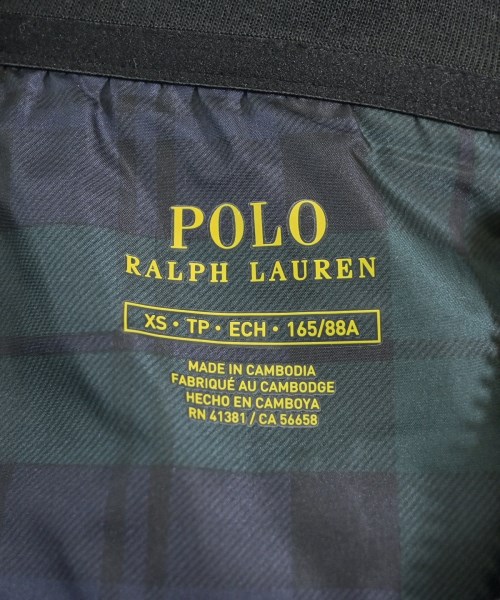 POLO
RALPH LAUREN
XS • TP • ECH • 165/88A
MADE IN CAMBODIA
FABRIQUÉ AU CAMBODGE
HECHO EN CAMBOYA
RN 41381 / CA 56658